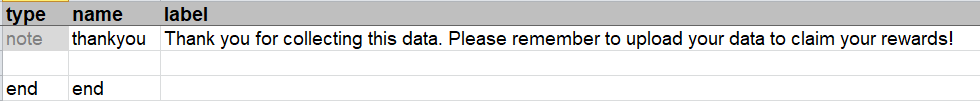 type name label
note thankyou Thank you for collecting this data. Please remember to upload your data to claim your rewards!
end end